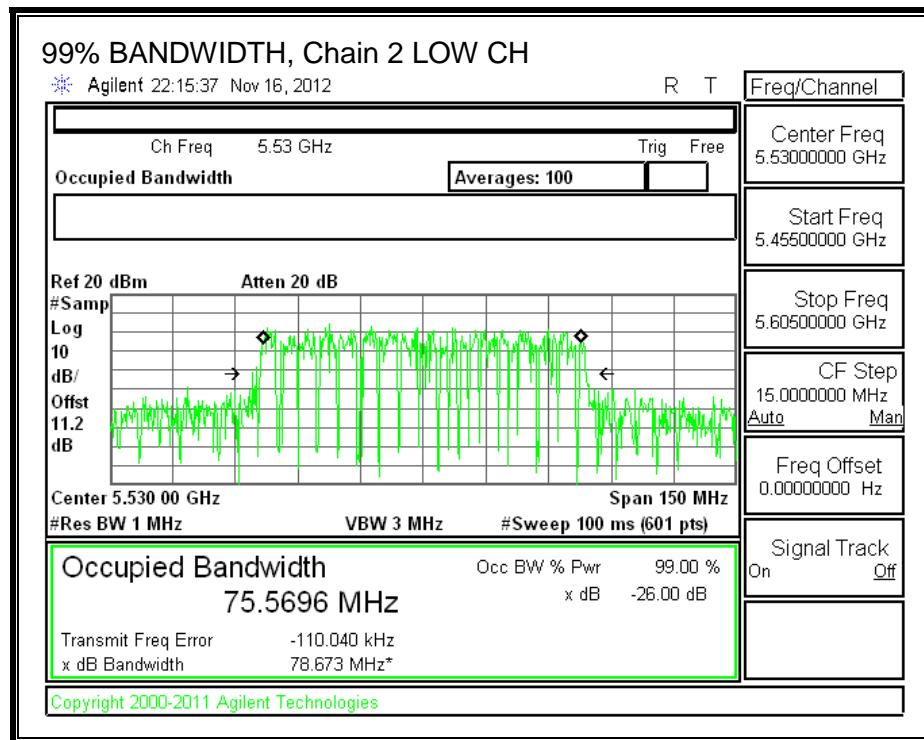 99% BANDWIDTH, Chain 2 LOW CH
Agilent 22:15:37 Nov 16, 2012 R T
Freq/Channel
Ch Freq 5.53 GHz Trig Free
Occupied Bandwidth Averages: 100
Center Freq
5.53000000 GHz
Start Freq
5.45500000 GHz
Stop Freq
5.60500000 GHz
CF Step
15.0000000 MHz
Auto Man
Freq Offset
0.00000000 Hz
Signal Track
On Off
Ref 20 dBm Atten 20 dB
#Samp
Log
10
dB/
Offst
11.2
dB
Center 5.530 00 GHz Span 150 MHz
#Res BW 1 MHz VBW 3 MHz #Sweep 100 ms (601 pts)
Occupied Bandwidth Occ BW % Pwr 99.00 %
75.5696 MHz x dB -26.00 dB
Transmit Freq Error -110.040 kHz
x dB Bandwidth 78.673 MHz*
Copyright 2000-2011 Agilent Technologies